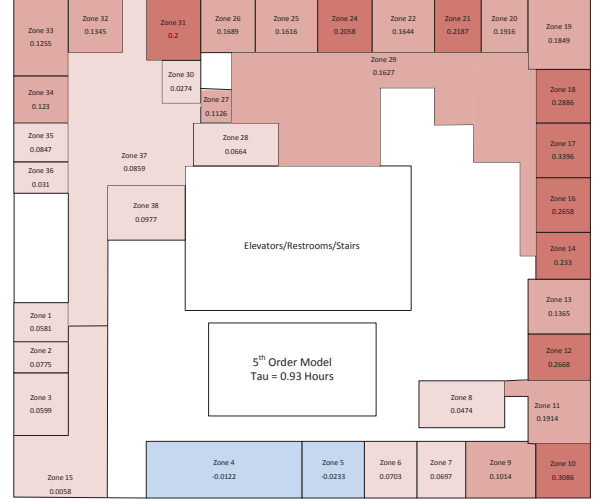 Zone 33
0.1255
Zone 32
0.1345
Zone 31
0.2
Zone 26
0.1689
Zone 25
0.1616
Zone 24
0.2058
Zone 22
0.1644
Zone 21
0.2187
Zone 20
0.1916
Zone 19
0.1849
Zone 29
0.1627
Zone 30
0.0274
Zone 27
0.1126
Zone 18
0.2886
Zone 34
0.123
Zone 35
0.0847
Zone 28
0.0664
Zone 17
0.3396
Zone 37
0.0859
Zone 36
0.031
Zone 38
0.0977
Zone 16
0.2658
Elevators/Restrooms/Stairs
Zone 14
0.233
Zone 13
0.1365
Zone 1
0.0581
Zone 2
0.0775
5th Order Model
Tau = 0.93 Hours
Zone 12
0.2668
Zone 3
0.0599
Zone 8
0.0474
Zone 11
0.1914
Zone 15
0.0058
Zone 4
-0.0122
Zone 5
-0.0233
Zone 6
0.0703
Zone 7
0.0697
Zone 9
0.1014
Zone 10
0.3086